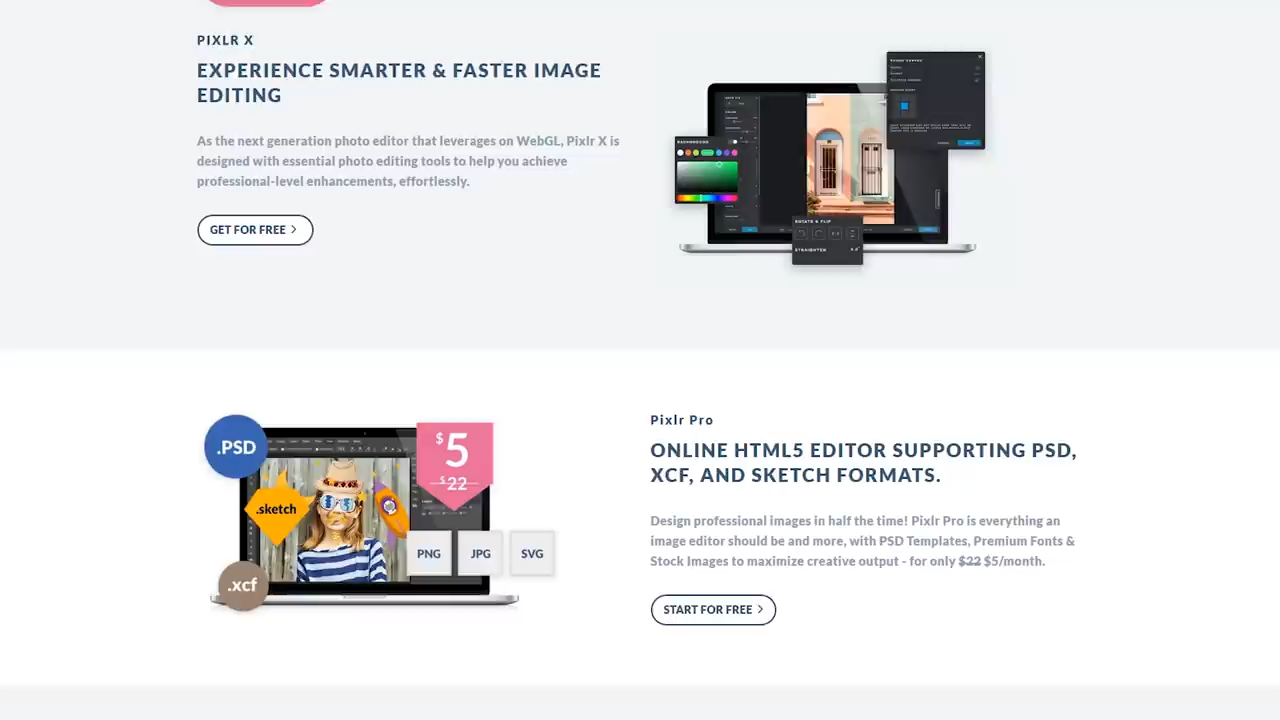 PIXLR X
EXPERIENCE SMARTER & FASTER IMAGE
EDITING
As the next generation photo editor that leverages on WebGL, Pixlr X is
designed with essential photo editing tools to help you achieve
professional-level enhancements, effortlessly.
GET FOR FREE
BACKGROUND
ROTATE & FLIP
STRAIGHTEN
.PSD
.sketch
.xcf
$5
$22
PNG
JPG
SVG
Pixlr Pro
ONLINE HTML5 EDITOR SUPPORTING PSD,
XCF, AND SKETCH FORMATS.
Design professional images in half the time! Pixlr Pro is everything an
image editor should be and more, with PSD Templates, Premium Fonts &
Stock Images to maximize creative output - for only $22 $5/month.
START FOR FREE